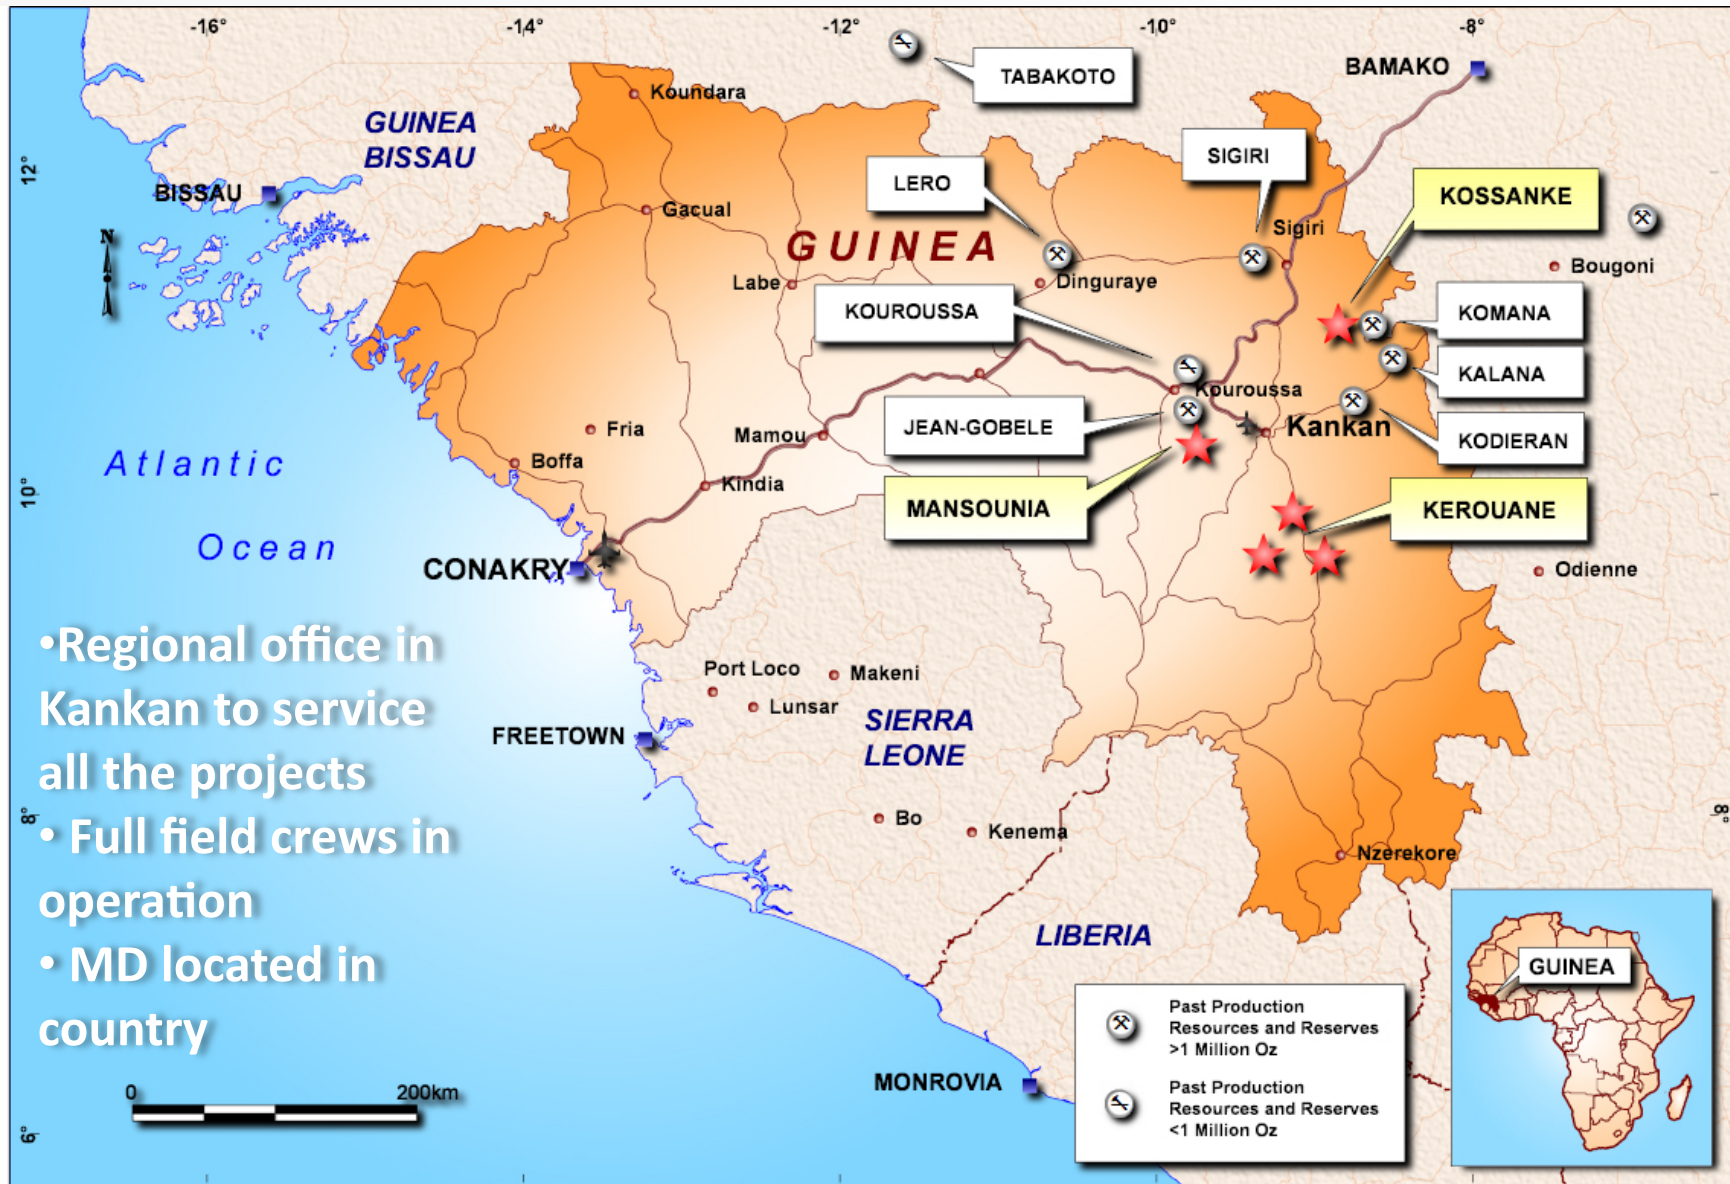 -16°
-14°
-12°
-10°
-8°
TABAKOTO
BAMAKO
Koundara
GUINEA
BISSAU
SIGIRI
12°
LERO
KOSSANKE
BISSAU
Gacual
N
GUINEA
Sigiri
Bougoni
Labe
Dinguraye
KOUROUSSA
KOMANA
KALANA
Kouroussa
JEAN-GOBELE
Kankan
KODIERAN
Fria
Mamou
Boffa
Atlantic
Kindia
10°
MANSOUNIA
KEROUANE
Ocean
CONAKRY
Odienne
•Regional office in
Kankan to service
all the projects
• Full field crews in
operation
• MD located in
country
Port Loco
Makeni
Lunsar
SIERRA
LEONE
FREETOWN
8°
8°
Bo
Kenema
Nzerekore
LIBERIA
GUINEA
Past Production
Resources and Reserves
>1 Million Oz
MONROVIA
Past Production
Resources and Reserves
<1 Million Oz
0
200km
6°